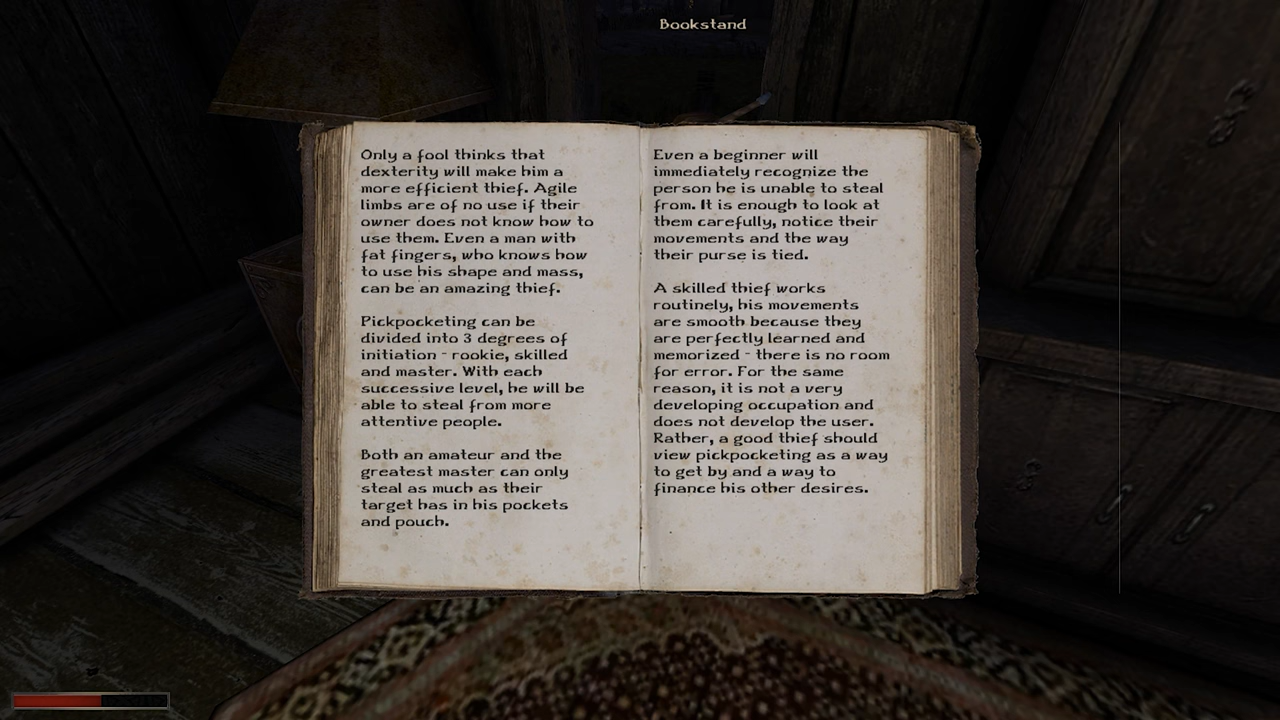 Bookstand
Only a fool thinks that
dexterity will make him a
more efficient thief. Agile
limbs are of no use if their
owner does not know how to
use them. Even a man with
fat fingers, who knows how
to use his shape and mass,
can be an amazing thief.
Pickpocketing can be
divided into 3 degrees of
initiation - rookie, skilled
and master. With each
successive level, he will be
able to steal from more
attentive people.
Both an amateur and the
greatest master can only
steal as much as their
target has in his pockets
and pouch.
Even a beginner will
immediately recognize the
person he is unable to steal
from. It is enough to look at
them carefully, notice their
movements and the way
their purse is tied.
A skilled thief works
routinely, his movements
are smooth because they
are perfectly learned and
memorized - there is no room
for error. For the same
reason, it is not a very
developing occupation and
does not develop the user.
Rather, a good thief should
view pickpocketing as a way
to get by and a way to
finance his other desires.